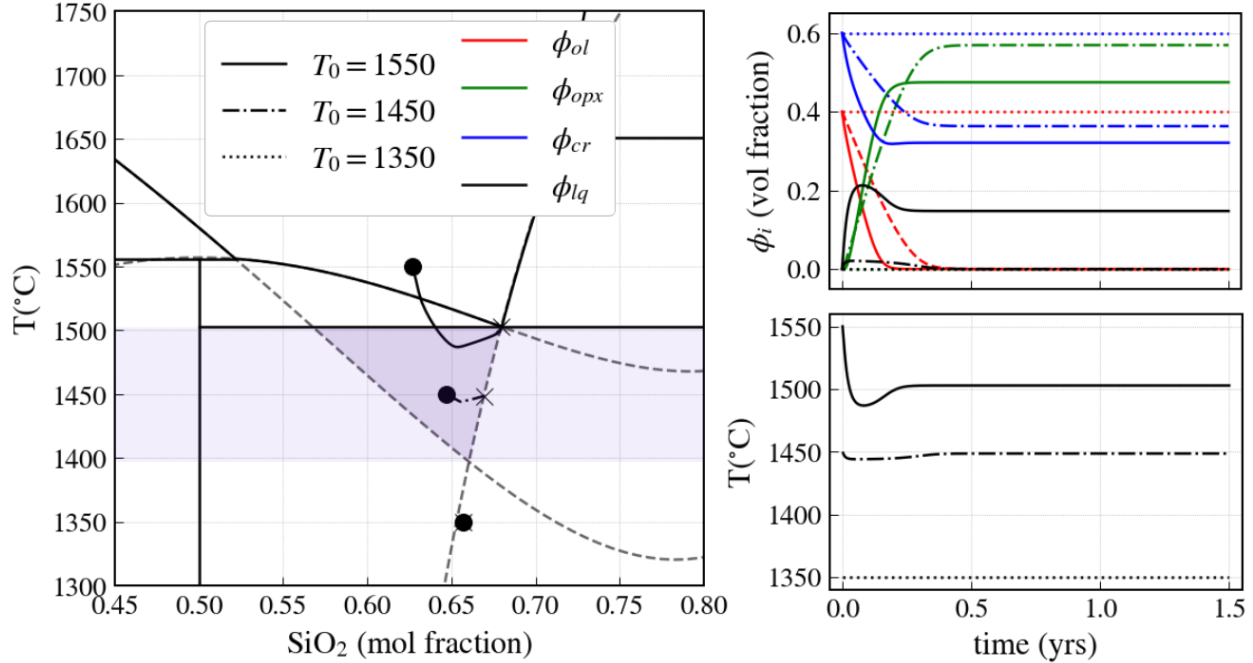 1750
1700
1650
1600
1550
1500
1450
1400
1350
1300
T(°C)
0.45 0.50 0.55 0.60 0.65 0.70 0.75 0.80
SiO₂ (mol fraction)
T₀ = 1550
T₀ = 1450
T₀ = 1350
ϕ_ol
ϕ_opx
ϕ_cr
ϕ_lq
0.6
0.4
0.2
0.0
ϕ_i (vol fraction)
1550
1500
1450
1400
1350
T(°C)
0.0 0.5 1.0 1.5
time (yrs)